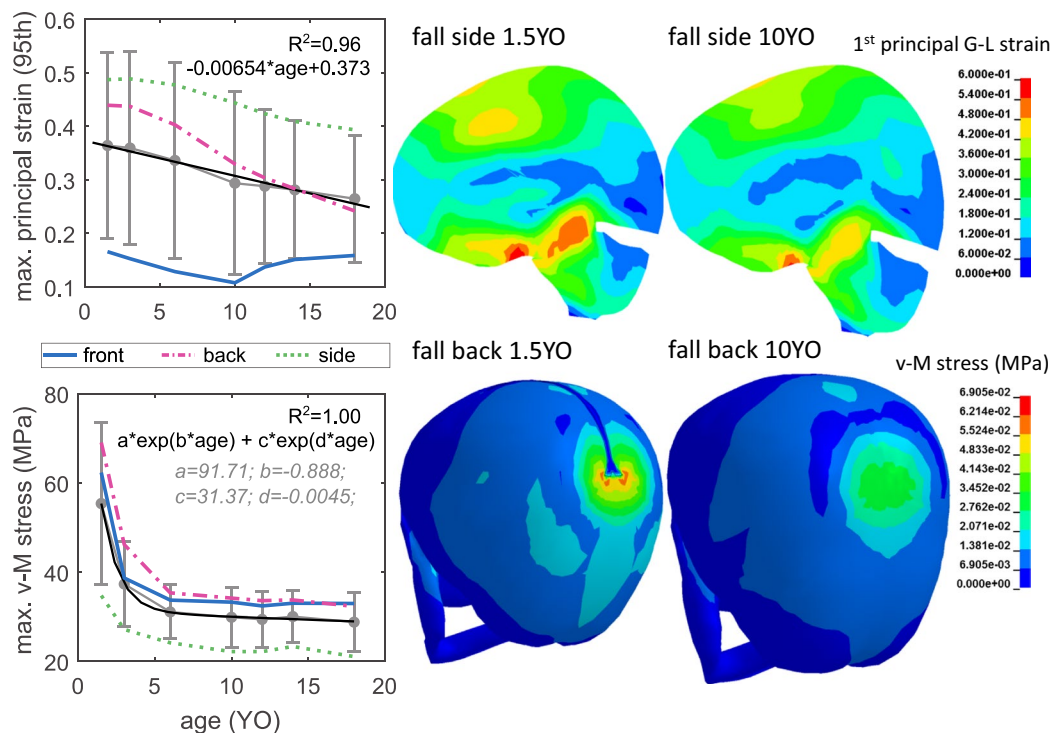 max. principal strain (95th)
0.6
0.5
0.4
0.3
0.2
0.1
R²=0.96
-0.00654*age+0.373
0 5 10 15 20
fall side 1.5YO
fall side 10YO
1st principal G-L strain
6.000e-01
5.400e-01
4.800e-01
4.200e-01
3.600e-01
3.000e-01
2.400e-01
1.800e-01
1.200e-01
6.000e-02
0.000e+00
front back side
max. v-M stress (MPa)
80
60
40
20
R²=1.00
a*exp(b*age) + c*exp(d*age)
a=91.71; b=-0.888;
c=31.37; d=-0.0045;
0 5 10 15 20
age (YO)
fall back 1.5YO
fall back 10YO
v-M stress (MPa)
6.905e-02
6.214e-02
5.524e-02
4.833e-02
4.143e-02
3.452e-02
2.762e-02
2.071e-02
1.381e-02
6.905e-03
0.000e+00